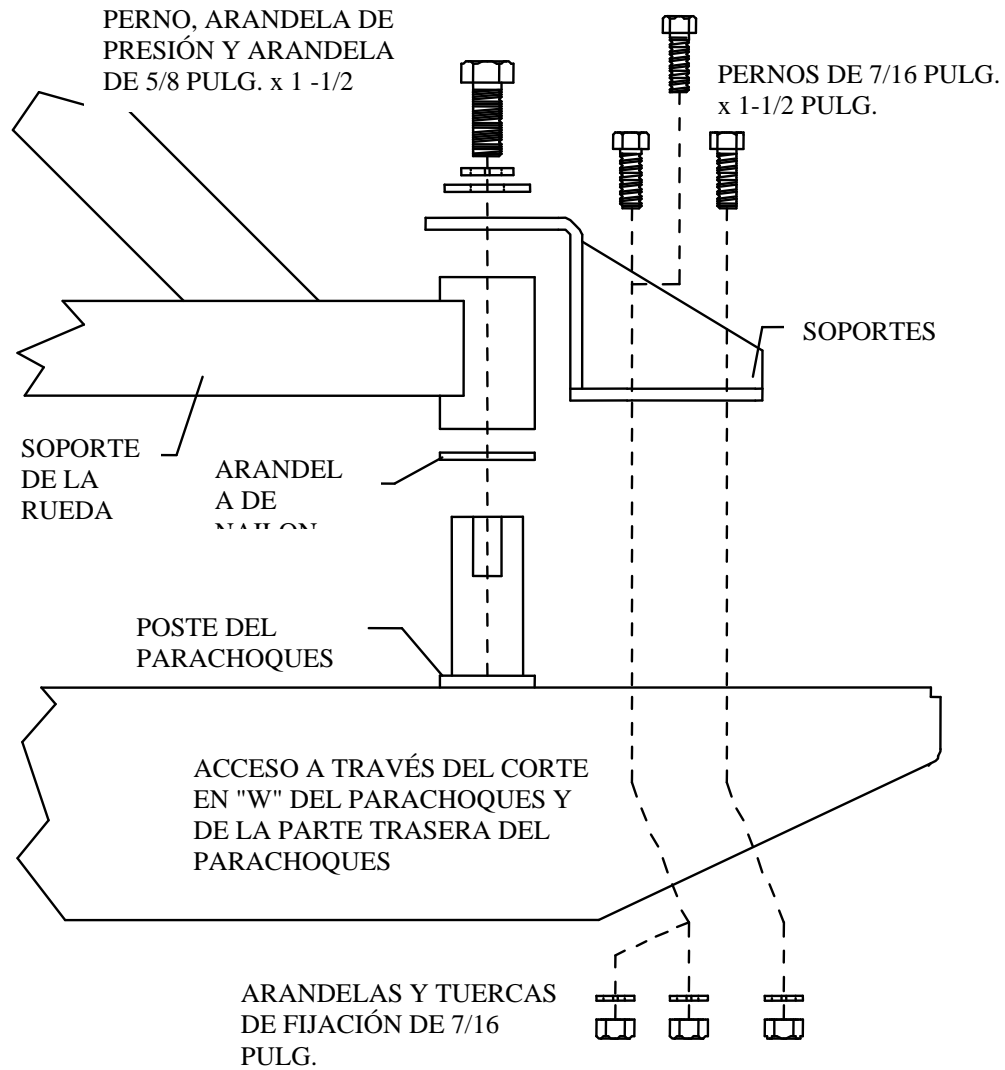 PERNO, ARANDELA DE
PRESIÓN Y ARANDELA
DE 5/8 PULG. x 1 -1/2
PERNOS DE 7/16 PULG.
x 1-1/2 PULG.
SOPORTES
SOPORTE
DE LA
RUEDA
ARANDEL
A DE
NAILON
POSTE DEL
PARACHOQUES
ACCESO A TRAVÉS DEL CORTE
EN "W" DEL PARACHOQUES Y
DE LA PARTE TRASERA DEL
PARACHOQUES
ARANDELAS Y TUERCAS
DE FIJACIÓN DE 7/16
PULG.